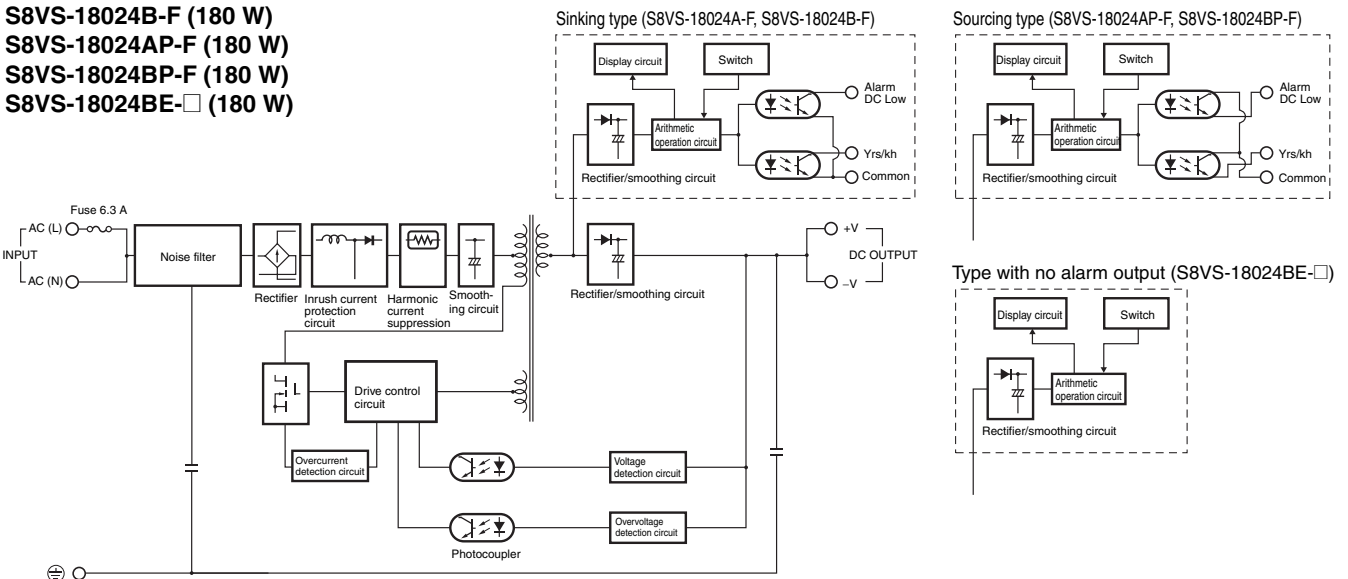 S8VS-18024B-F (180 W)
S8VS-18024AP-F (180 W)
S8VS-18024BP-F (180 W)
S8VS-18024BE-□ (180 W)
Sinking type (S8VS-18024A-F, S8VS-18024B-F)
Display circuit
Switch
Arithmetic
operation circuit
Rectifier/smoothing circuit
Alarm
DC Low
Yrs/kh
Common
Sourcing type (S8VS-18024AP-F, S8VS-18024BP-F)
Display circuit
Switch
Arithmetic
operation circuit
Rectifier/smoothing circuit
Alarm
DC Low
Yrs/kh
Common
Fuse 6.3 A
AC (L)
INPUT
AC (N)
Noise filter
Rectifier
Inrush current
protection
circuit
Harmonic
current
suppression
Smooth-
ing circuit
Rectifier/smoothing circuit
+V
DC OUTPUT
−V
Type with no alarm output (S8VS-18024BE-□)
Display circuit
Switch
Arithmetic
operation circuit
Rectifier/smoothing circuit
Drive control
circuit
Overcurrent
detection circuit
Voltage
detection circuit
Overvoltage
detection circuit
Photocoupler